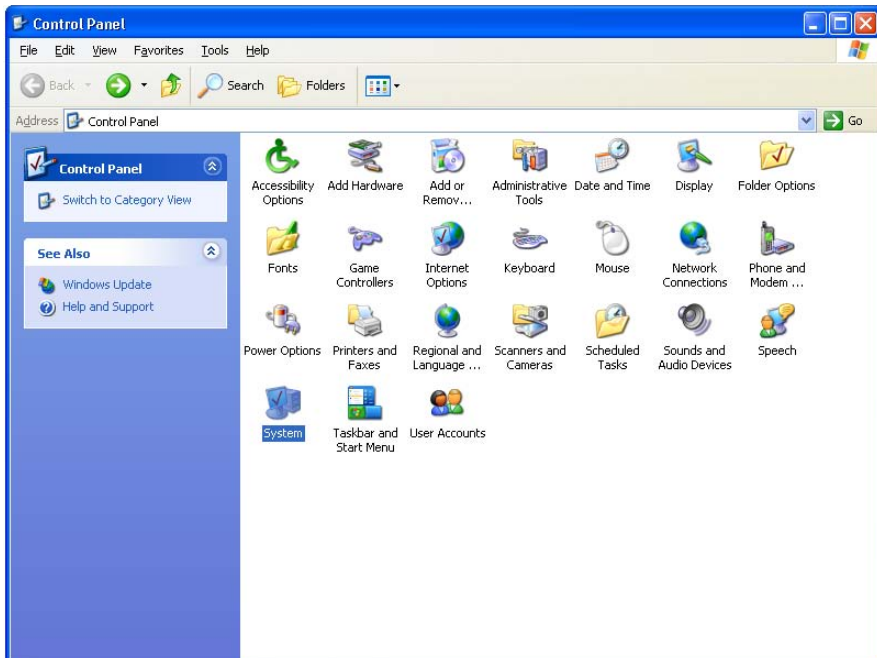 Control Panel
File Edit View Favorites Tools Help
Back Search Folders
Address Control Panel Go
Control Panel
Switch to Category View
See Also
Windows Update
Help and Support
Accessibility Options
Add Hardware
Add or Remov...
Administrative Tools
Date and Time
Display
Folder Options
Fonts
Game Controllers
Internet Options
Keyboard
Mouse
Network Connections
Phone and Modem ...
Power Options
Printers and Faxes
Regional and Language ...
Scanners and Cameras
Scheduled Tasks
Sounds and Audio Devices
Speech
System
Taskbar and Start Menu
User Accounts